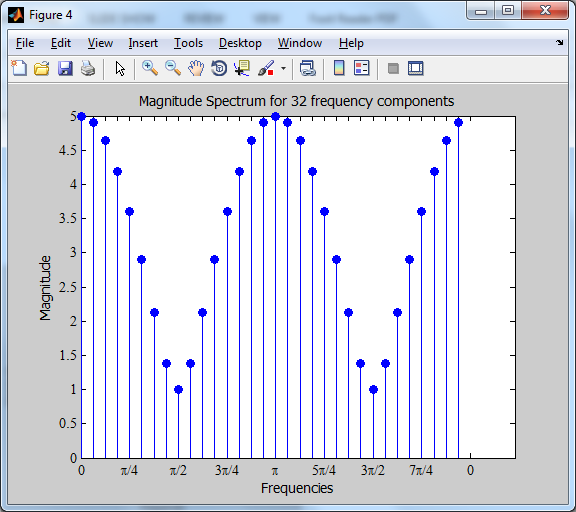 Figure 4
File Edit View Insert Tools Desktop Window Help
Magnitude Spectrum for 32 frequency components
5
4.5
4
3.5
3
2.5
2
1.5
1
0.5
0
Magnitude
0 π/4 π/2 3π/4 π 5π/4 3π/2 7π/4 0
Frequencies